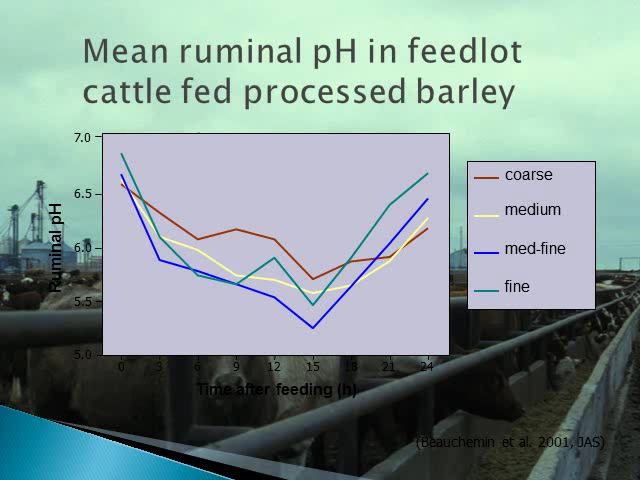 Mean ruminal pH in feedlot
cattle fed processed barley
7.0
6.5
6.0
5.5
5.0
Ruminal pH
0 3 6 9 12 15 18 21 24
Time after feeding (h)
coarse
medium
med-fine
fine
(Beauchemin et al. 2001, JAS)